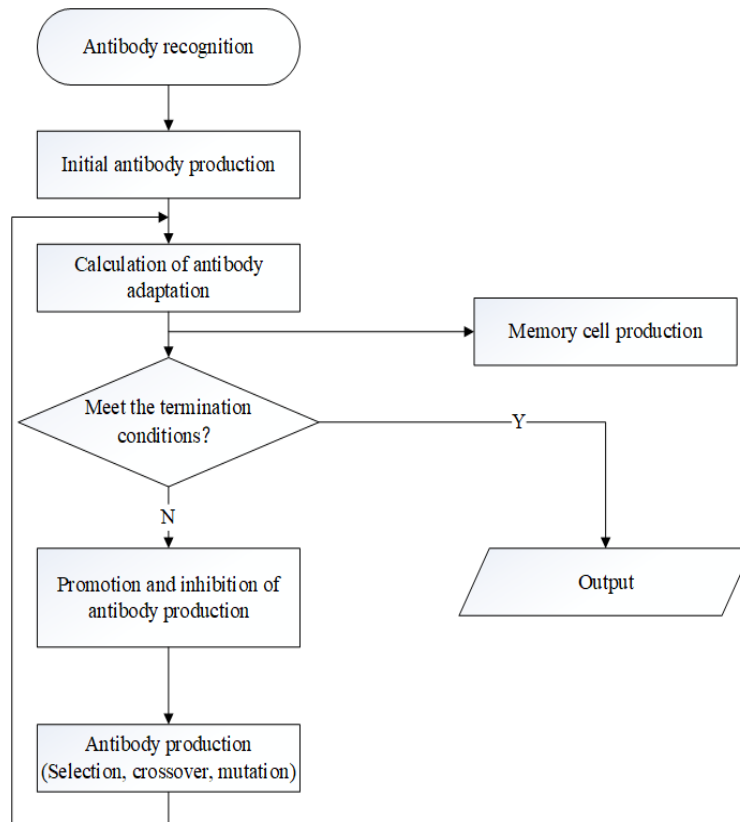 Antibody recognition
Initial antibody production
Calculation of antibody
adaptation
Memory cell production
Meet the termination
conditions?
Y
N
Promotion and inhibition of
antibody production
Output
Antibody production
(Selection, crossover, mutation)